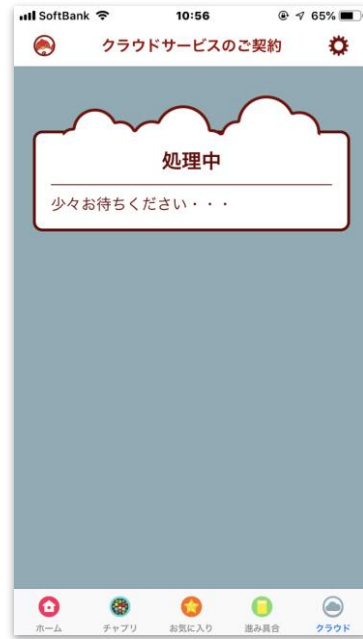 SoftBank 10:56 65%
クラウドサービスのご契約
処理中
少々お待ちください・・・
ホーム チャプリ お気に入り 進み具合 クラウド